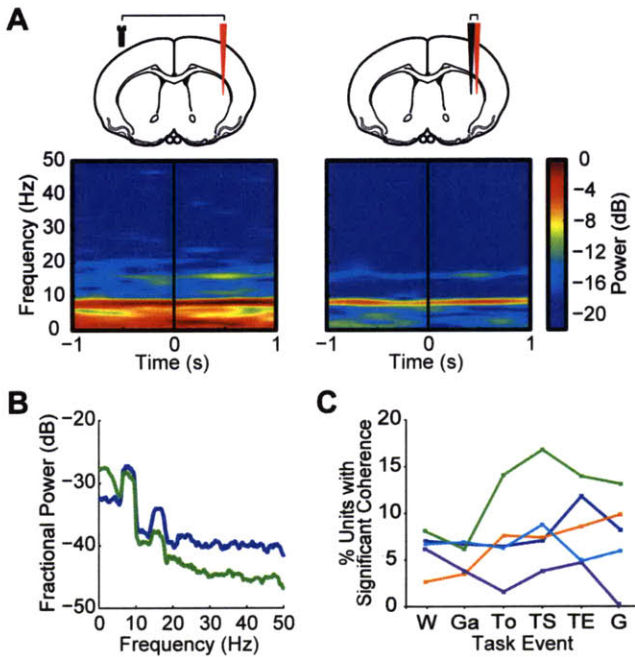 A
50
40
30
20
10
0
Frequency (Hz)
−1 0 1
Time (s)
−1 0 1
Time (s)
0
−4
−8
−12
−16
−20
Power (dB)
B
−20
−30
−40
−50
Fractional Power (dB)
0 10 20 30 40 50
Frequency (Hz)
C
20
15
10
5
0
% Units with
Significant Coherence
W Ga To TS TE G
Task Event